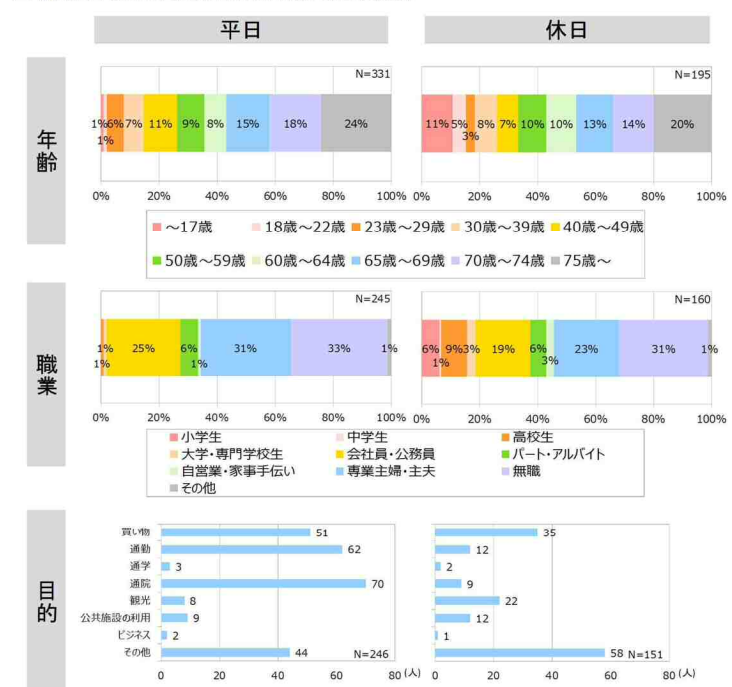 平日 休日
年齢
N=331 N=195
1% 1% 6% 7% 11% 9% 8% 15% 18% 24%
11% 5% 3% 8% 7% 10% 10% 13% 14% 20%
0% 20% 40% 60% 80% 100% 0% 20% 40% 60% 80% 100%
～17歳 18歳～22歳 23歳～29歳 30歳～39歳 40歳～49歳
50歳～59歳 60歳～64歳 65歳～69歳 70歳～74歳 75歳～
職業
N=245 N=160
1% 1% 25% 6% 1% 31% 33% 1%
6% 1% 9% 3% 19% 6% 3% 23% 31% 1%
0% 20% 40% 60% 80% 100% 0% 20% 40% 60% 80% 100%
小学生 中学生 高校生
大学・専門学校生 会社員・公務員 パート・アルバイト
自営業・家事手伝い 専業主婦・主夫 無職
その他
目的
買い物 51 35
通勤 62 12
通学 3 2
通院 70 9
観光 8 22
公共施設の利用 9 12
ビジネス 2 1
その他 44 N=246 58 N=151
0 20 40 60 80 (人) 0 20 40 60 80 (人)